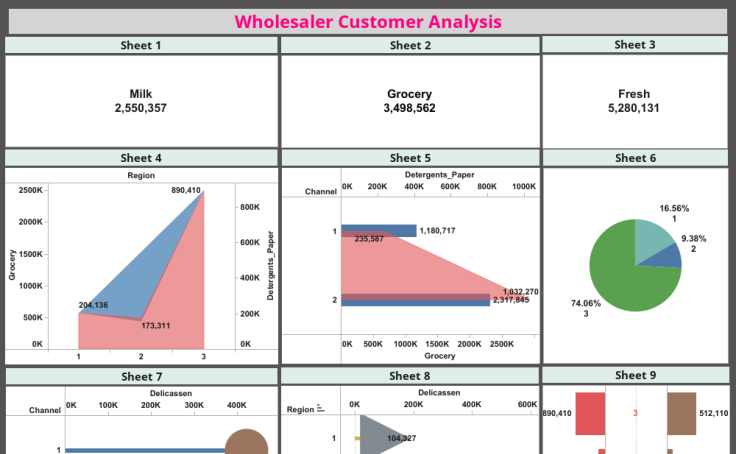 Wholesaler Customer Analysis
Sheet 1
Sheet 2
Sheet 3
Milk
2,550,357
Grocery
3,498,562
Fresh
5,280,131
Sheet 4
Sheet 5
Sheet 6
Region
2500K
2000K
1500K
1000K
500K
0K
Grocery
890,410
204,136
173,311
800K
600K
400K
200K
0K
Detergents_Paper
1
2
3
Detergents_Paper
Channel
0K
200K
400K
600K
800K
1000K
1
1,180,717
235,587
1,032,270
2
2,317,845
0K
500K
1000K
1500K
2000K
2500K
Grocery
16.56%
1
9.38%
2
74.06%
3
Sheet 7
Sheet 8
Sheet 9
Delicassen
Channel
0K
100K
200K
300K
400K
1
Delicassen
Region
0K
200K
400K
600K
1
104,327
890,410
3
512,110